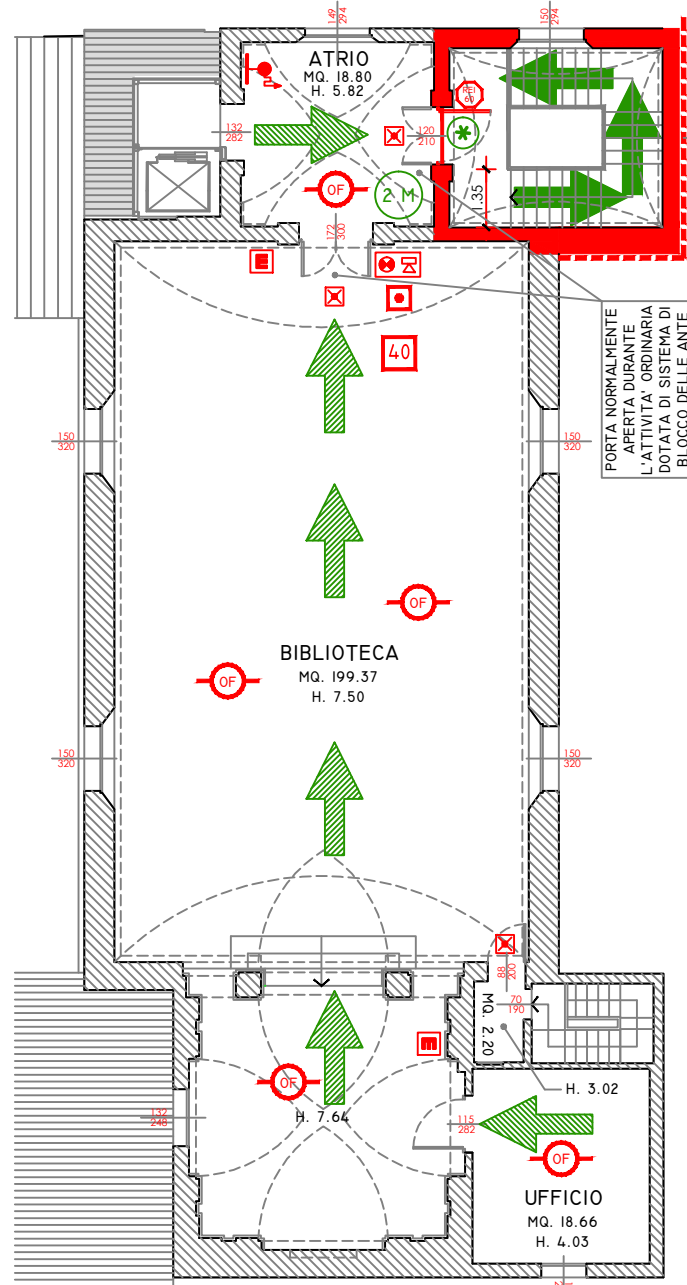 149
294
150
294
ATRIO
MQ. 18.80
H. 5.82
REI
60
132
282
120
210
*
OF
2 M
1.35
172
300
E
40
PORTA NORMALMENTE
APERTA DURANTE
L'ATTIVITA' ORDINARIA
DOTATA DI SISTEMA DI
BLOCCO DELLE ANTE
150
320
150
320
OF
BIBLIOTECA
MQ. 199.37
H. 7.50
OF
150
320
150
320
88
200
70
190
MQ. 2.20
E
OF
H. 3.02
H. 7.64
132
248
115
282
OF
UFFICIO
MQ. 18.66
H. 4.03